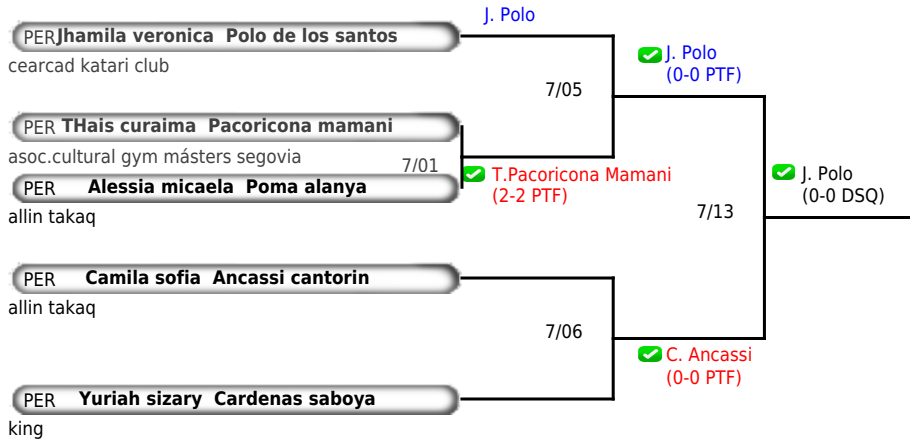 J. Polo
PER Jhamila veronica Polo de los santos
cearcad katari club
J. Polo
(0-0 PTF)
7/05
PER THais curaima Pacoricona mamani
asoc.cultural gym másters segovia
7/01
T.Pacoricona Mamani
(2-2 PTF)
J. Polo
(0-0 DSQ)
PER Alessia micaela Poma alanya
allin takaq
7/13
PER Camila sofia Ancassi cantorin
allin takaq
7/06
C. Ancassi
(0-0 PTF)
PER Yuriah sizary Cardenas saboya
king